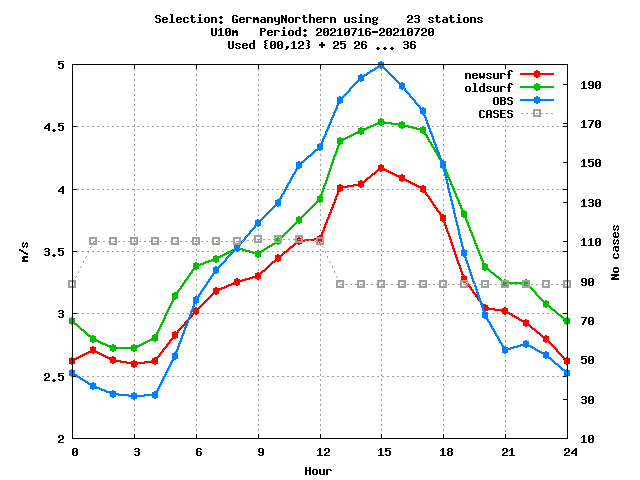 Selection: GermanyNorthern using    23 stations
U10m   Period: 20210716-20210720
Used {00,12} + 25 26 ... 36
newsurf
oldsurf
OBS
CASES
5
4.5
4
3.5
3
2.5
2
m/s
190
170
150
130
110
90
70
50
30
10
No cases
0 3 6 9 12 15 18 21 24
Hour